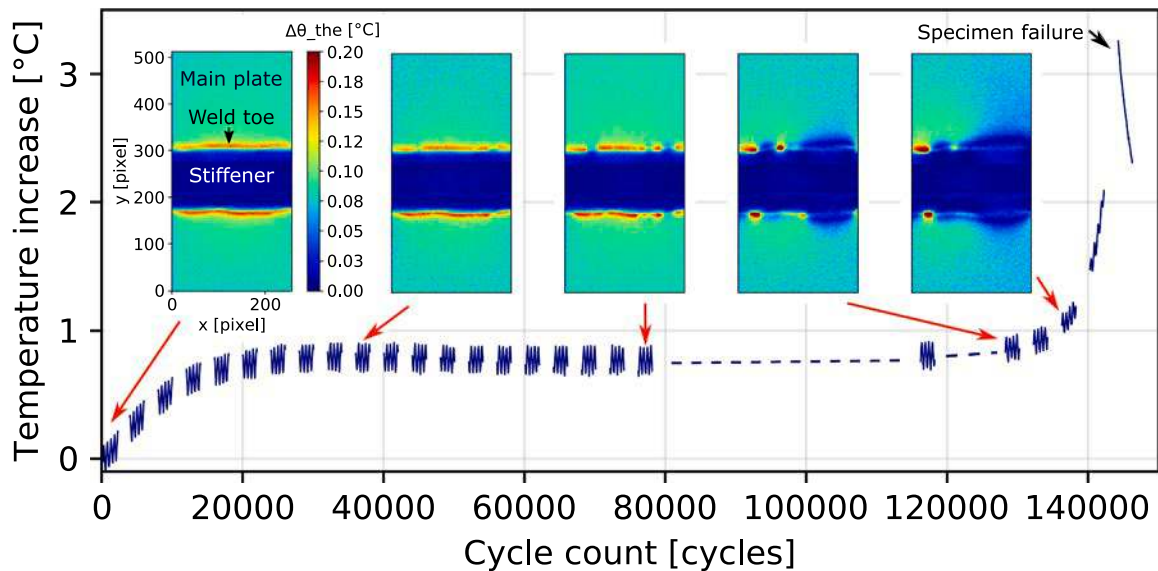 Δθ_the [°C]
Specimen failure
Temperature increase [°C]
3
2
1
0
y [pixel]
500
400
300
200
100
0
Main plate
Weld toe
Stiffener
0.20
0.18
0.15
0.12
0.10
0.08
0.05
0.03
0.00
0 200
x [pixel]
0 20000 40000 60000 80000 100000 120000 140000
Cycle count [cycles]